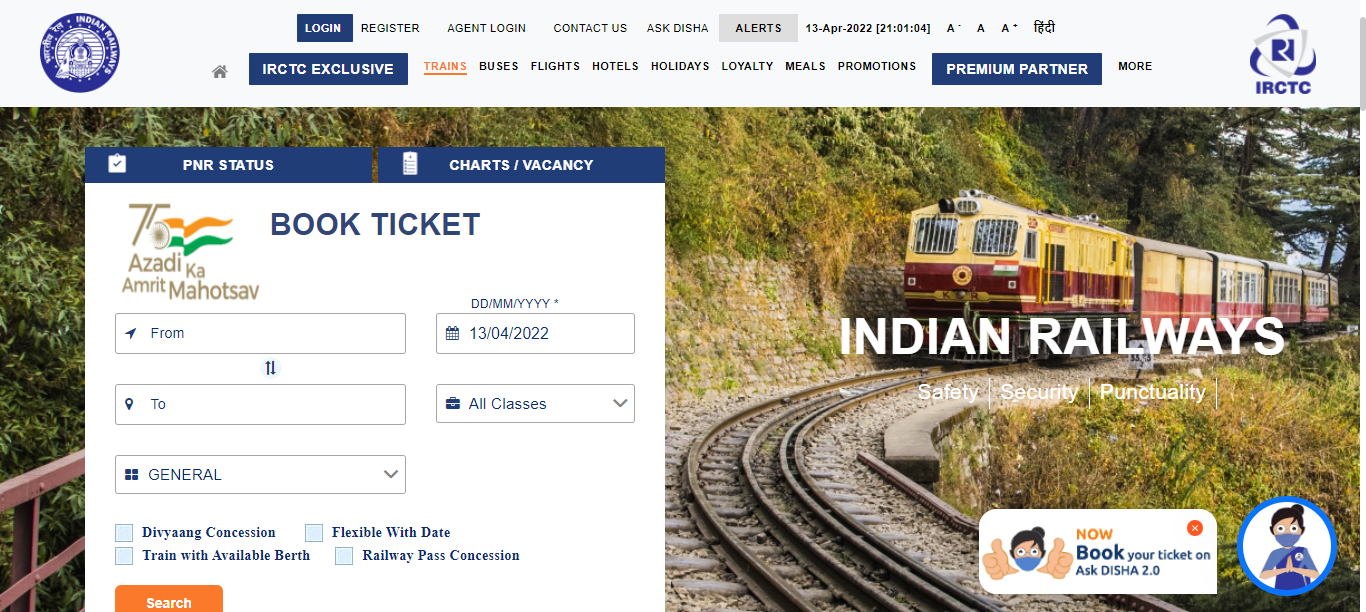 INDIAN RAILWAYS
भारतीय रेल
LOGIN REGISTER AGENT LOGIN CONTACT US ASK DISHA ALERTS 13-Apr-2022 [21:01:04] A- A A+ हिंदी
IRCTC EXCLUSIVE TRAINS BUSES FLIGHTS HOTELS HOLIDAYS LOYALTY MEALS PROMOTIONS PREMIUM PARTNER MORE
IRCTC
PNR STATUS CHARTS / VACANCY
75
Azadi Ka
Amrit Mahotsav
BOOK TICKET
DD/MM/YYYY *
From 13/04/2022
To All Classes
GENERAL
Divyaang Concession Flexible With Date
Train with Available Berth Railway Pass Concession
Search
INDIAN RAILWAYS
Safety Security Punctuality
NOW
Book your ticket on
Ask DISHA 2.0